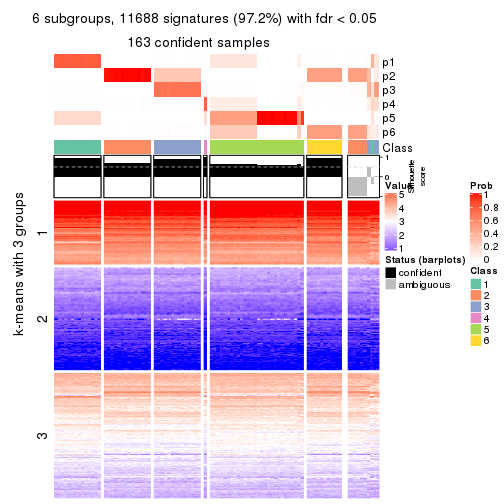 6 subgroups, 11688 signatures (97.2%) with fdr < 0.05
163 confident samples
p1
p2
p3
p4
p5
p6
Class
1
0
Silhouette
score
k-means with 3 groups
1
2
3
Value
5
4
3
2
1
Status (barplots)
confident
ambiguous
Prob
1
0.8
0.6
0.4
0.2
0
Class
1
2
3
4
5
6